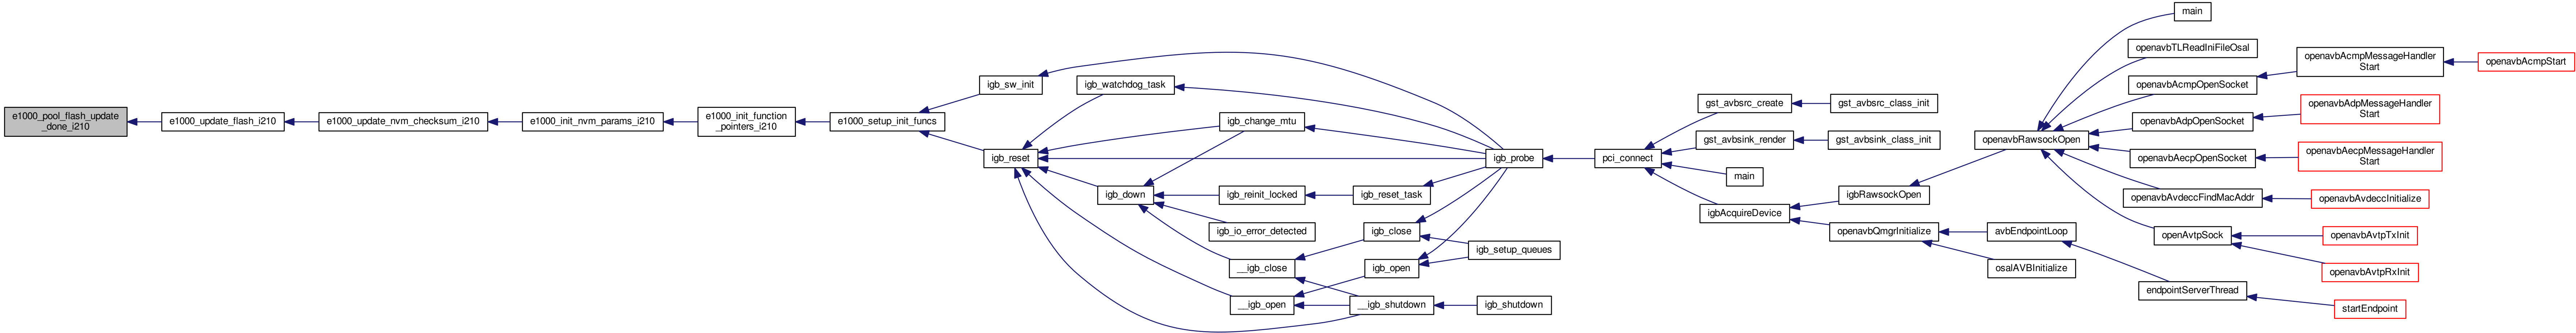 e1000_pool_flash_update
_done_i210
e1000_update_flash_i210
e1000_update_nvm_checksum_i210
e1000_init_nvm_params_i210
e1000_init_function
_pointers_i210
e1000_setup_init_funcs
igb_sw_init
igb_reset
igb_watchdog_task
igb_change_mtu
igb_down
igb_reinit_locked
igb_reset_task
igb_io_error_detected
__igb_close
__igb_open
igb_close
igb_open
__igb_shutdown
igb_setup_queues
igb_shutdown
igb_probe
pci_connect
gst_avbsrc_create
gst_avbsrc_class_init
gst_avbsink_render
gst_avbsink_class_init
main
igbAcquireDevice
igbRawsockOpen
openavbQmgrInitialize
avbEndpointLoop
osalAVBInitialize
endpointServerThread
startEndpoint
openavbRawsockOpen
main
openavbTLReadIniFileOsal
openavbAcmpOpenSocket
openavbAcmpMessageHandler
Start
openavbAcmpStart
openavbAdpOpenSocket
openavbAdpMessageHandler
Start
openavbAecpOpenSocket
openavbAecpMessageHandler
Start
openavbAvdeccFindMacAddr
openavbAvdeccInitialize
openAvtpSock
openavbAvtpTxInit
openavbAvtpRxInit